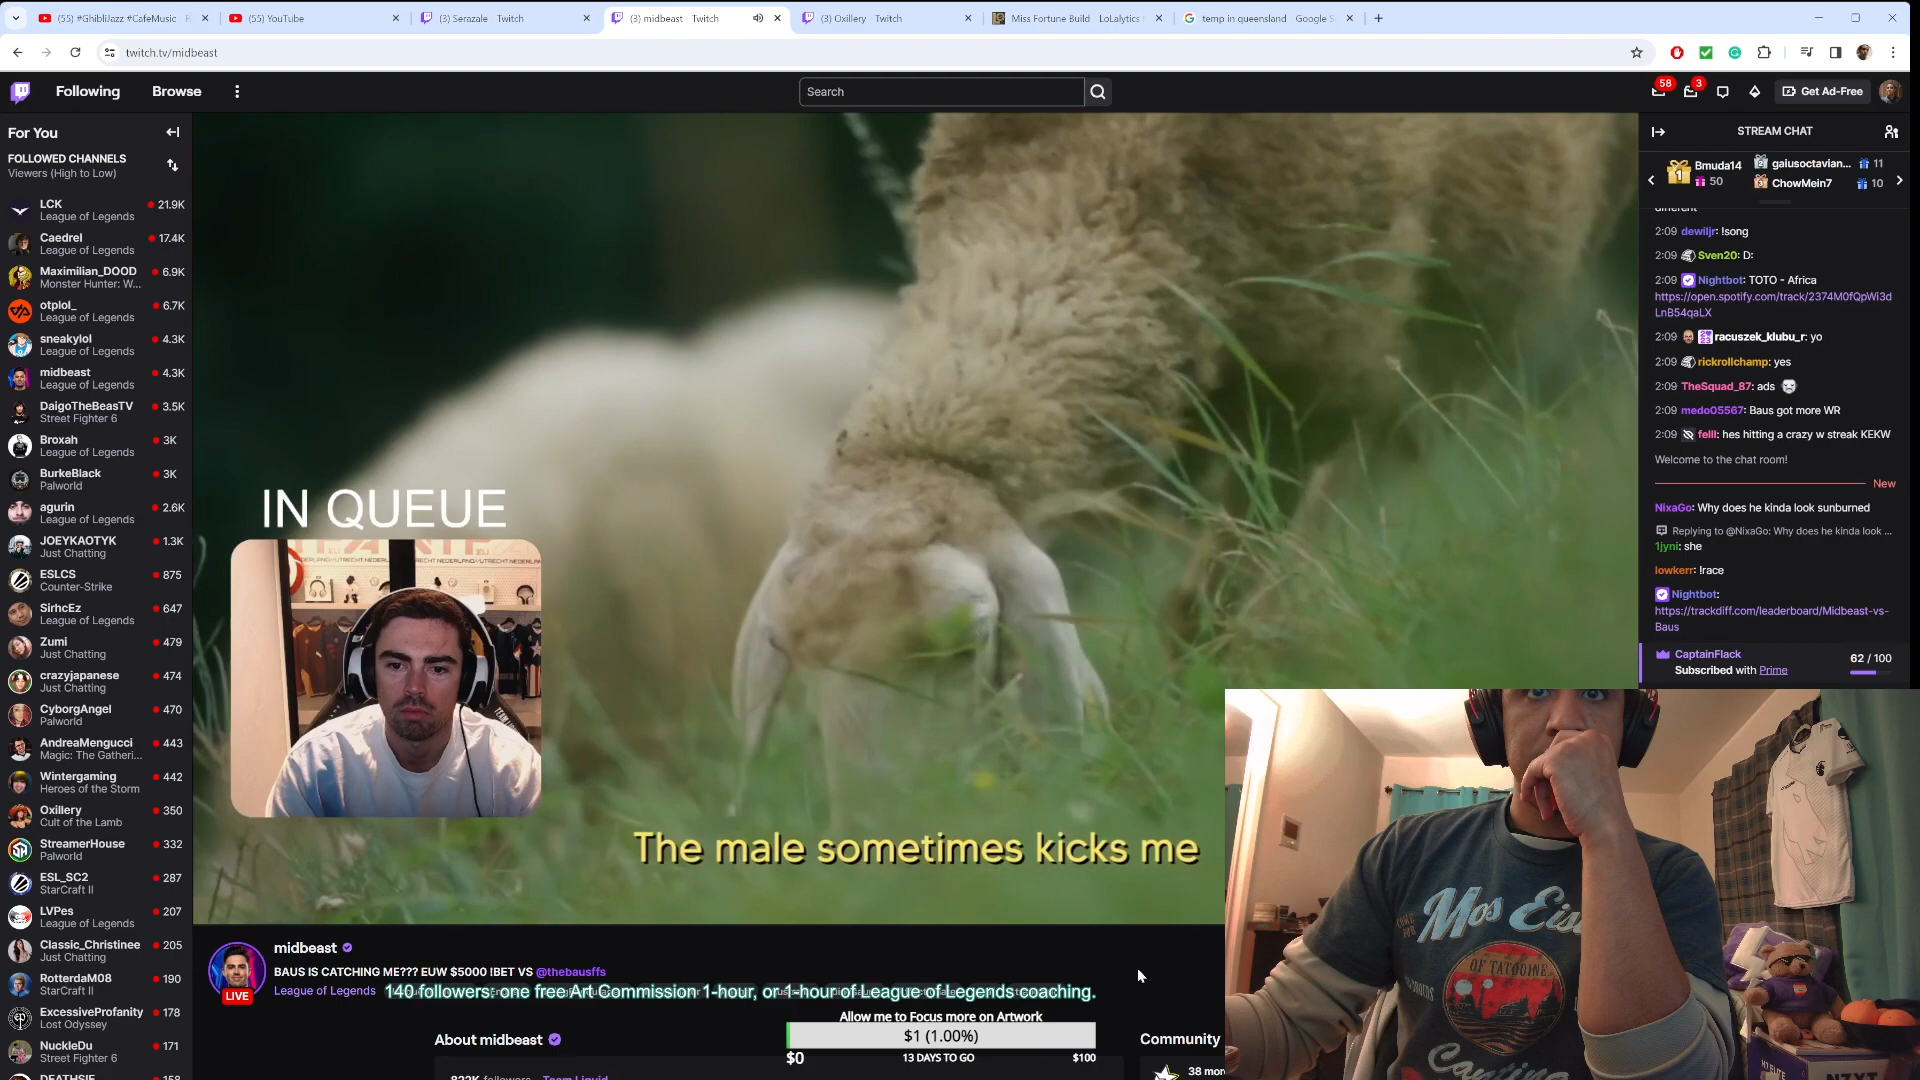 (55) #GhibliJazz #CafeMusic
(55) YouTube
(3) Serazale - Twitch
(3) midbeast - Twitch
(3) Oxillery - Twitch
Miss Fortune Build
LoLalytics
temp in queensland - Google S
twitch.tv/midbeast
Following
Browse
Search
58
3
Get Ad-Free
For You
FOLLOWED CHANNELS
Viewers (High to Low)
LCK
21.9K
League of Legends
Caedrel
17.4K
League of Legends
Maximilian_DOOD
6.9K
Monster Hunter: W...
otplol_
6.7K
League of Legends
sneakylol
4.3K
League of Legends
midbeast
4.3K
League of Legends
DaigoTheBeasTV
3.5K
Street Fighter 6
Broxah
3K
League of Legends
BurkeBlack
3K
Palworld
agurin
2.6K
League of Legends
JOEYKAOTYK
1.3K
Just Chatting
ESLCS
875
Counter-Strike
SirhcEz
647
League of Legends
Zumi
479
Just Chatting
crazyjapanese
474
Just Chatting
CyborgAngel
470
Palworld
AndreaMengucci
443
Magic: The Gatheri...
Wintergaming
442
Heroes of the Storm
Oxillery
350
Cult of the Lamb
StreamerHouse
332
Palworld
ESL_SC2
287
StarCraft II
LVPes
207
League of Legends
Classic_Christinee
205
Just Chatting
RotterdaM08
190
StarCraft II
ExcessiveProfanity
178
Lost Odyssey
NuckleDu
171
Street Fighter 6
IN QUEUE
The male sometimes kicks me
midbeast
BAUS IS CATCHING ME??? EUW $5000 !BET VS @thebausffs
LIVE
League of Legends
140 followers: one free Art Commission 1-hour, or 1-hour of League of Legends coaching.
Allow me to Focus more on Artwork
$1 (1.00%)
$0
13 DAYS TO GO
$100
About midbeast
Team Liquid
Community
38 more
STREAM CHAT
1
Bmuda14
50
gaiusoctavian...
11
ChowMein7
10
different
2:09 dewiljr: !song
2:09 Sven20: D:
2:09 Nightbot: TOTO - Africa
https://open.spotify.com/track/2374M0fQpWi3d
LnB54qaLX
2:09 racuszek_klubu_r: yo
2:09 rickrollchamp: yes
2:09 TheSquad_87: ads
2:09 medo05567: Baus got more WR
2:09 felll: hes hitting a crazy w streak KEKW
Welcome to the chat room!
New
NixaGo: Why does he kinda look sunburned
Replying to @NixaGo: Why does he kinda look ...
1jyni: she
lowkerr: !race
Nightbot:
https://trackdiff.com/leaderboard/Midbeast-vs-
Baus
CaptainFlack
62 / 100
Subscribed with Prime
Mos Eis
OF TATOOINE
NZXT